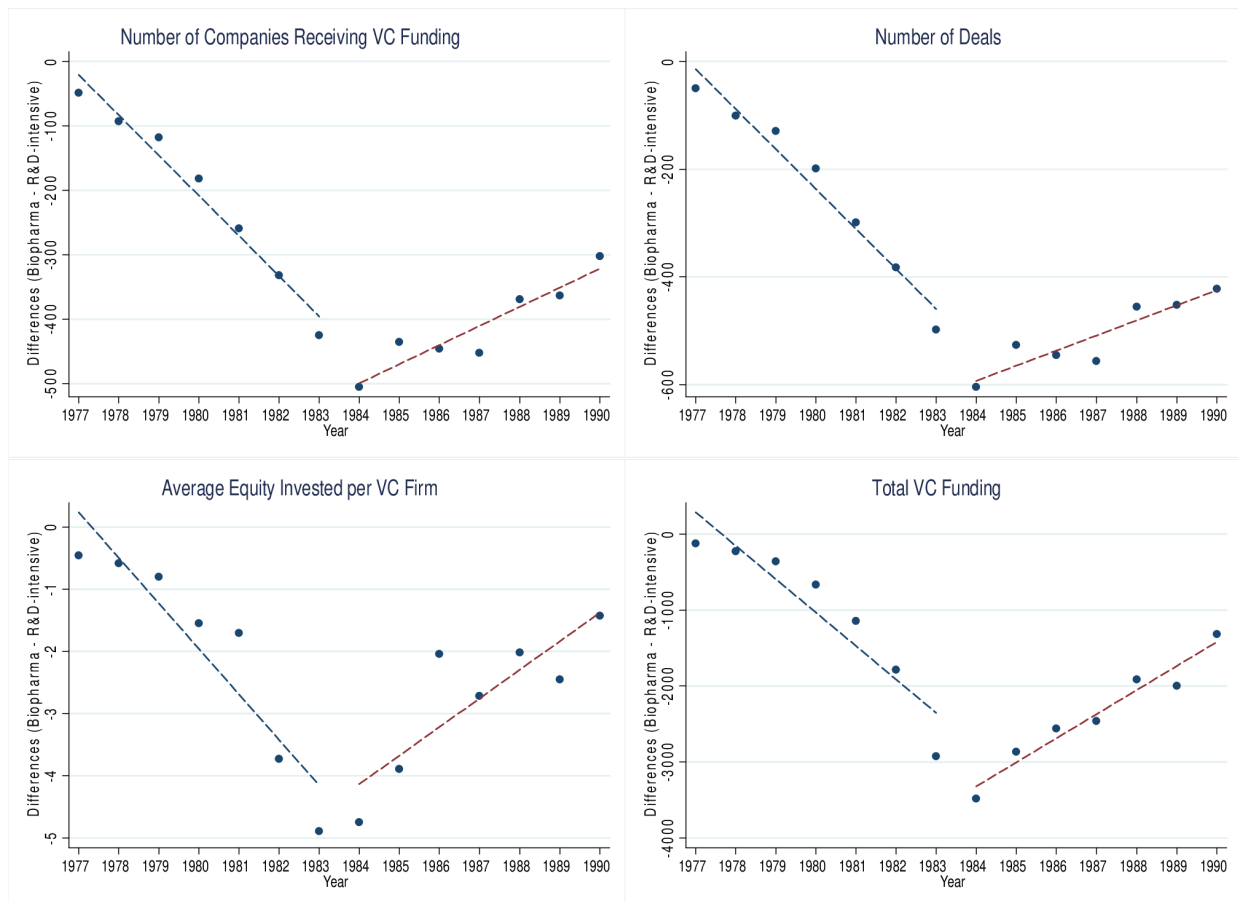 Number of Companies Receiving VC Funding
Differences (Biopharma - R&D-intensive)
0
-100
-200
-300
-400
-500
1977 1978 1979 1980 1981 1982 1983 1984 1985 1986 1987 1988 1989 1990
Year
Number of Deals
Differences (Biopharma - R&D-intensive)
0
-200
-400
-600
1977 1978 1979 1980 1981 1982 1983 1984 1985 1986 1987 1988 1989 1990
Year
Average Equity Invested per VC Firm
Differences (Biopharma - R&D-intensive)
0
-1
-2
-3
-4
-5
1977 1978 1979 1980 1981 1982 1983 1984 1985 1986 1987 1988 1989 1990
Year
Total VC Funding
Differences (Biopharma - R&D-intensive)
0
-1000
-2000
-3000
-4000
1977 1978 1979 1980 1981 1982 1983 1984 1985 1986 1987 1988 1989 1990
Year